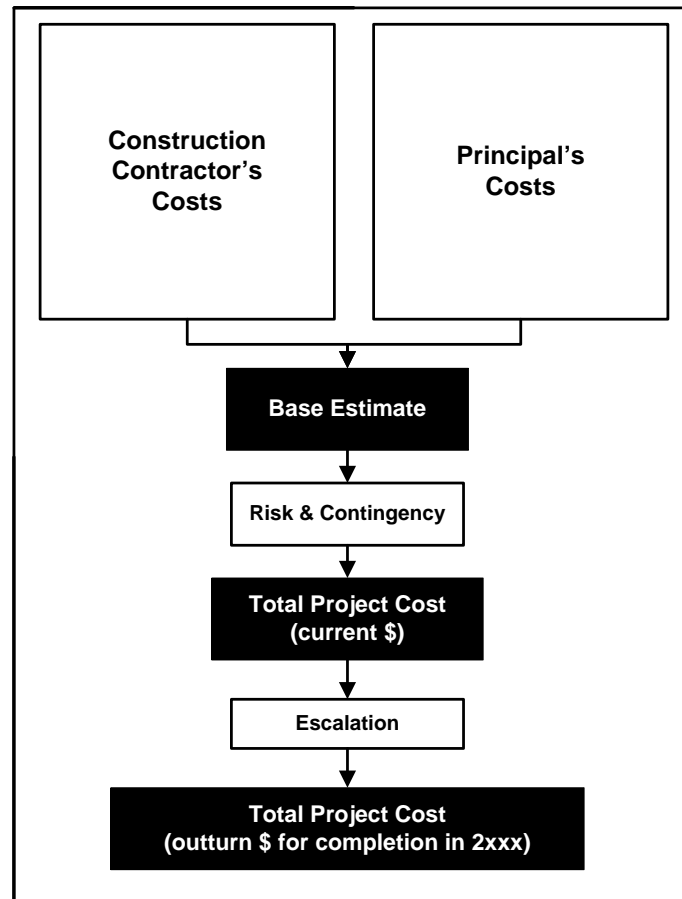 Construction
Contractor’s
Costs
Principal’s
Costs
Base Estimate
Risk & Contingency
Total Project Cost
(current $)
Escalation
Total Project Cost
(outturn $ for completion in 2xxx)